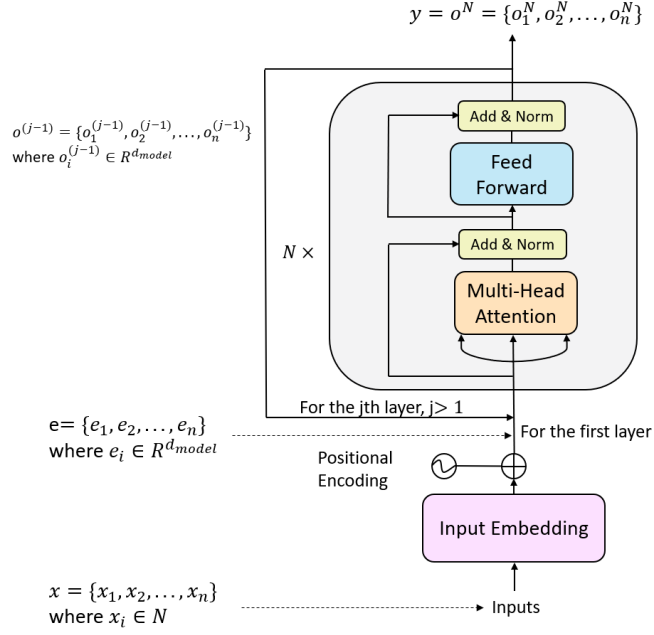 y = o^N = {o_1^N, o_2^N, . . . , o_n^N}
o^(j−1) = {o_1^(j−1), o_2^(j−1), . . . , o_n^(j−1)}
where o_i^(j−1) ∈ R^d_model
Add & Norm
Feed
Forward
N ×
Add & Norm
Multi-Head
Attention
For the jth layer, j> 1
e= {e_1, e_2, . . . , e_n}
where e_i ∈ R^d_model
For the first layer
Positional
Encoding
Input Embedding
x = {x_1, x_2, . . . , x_n}
where x_i ∈ N
Inputs